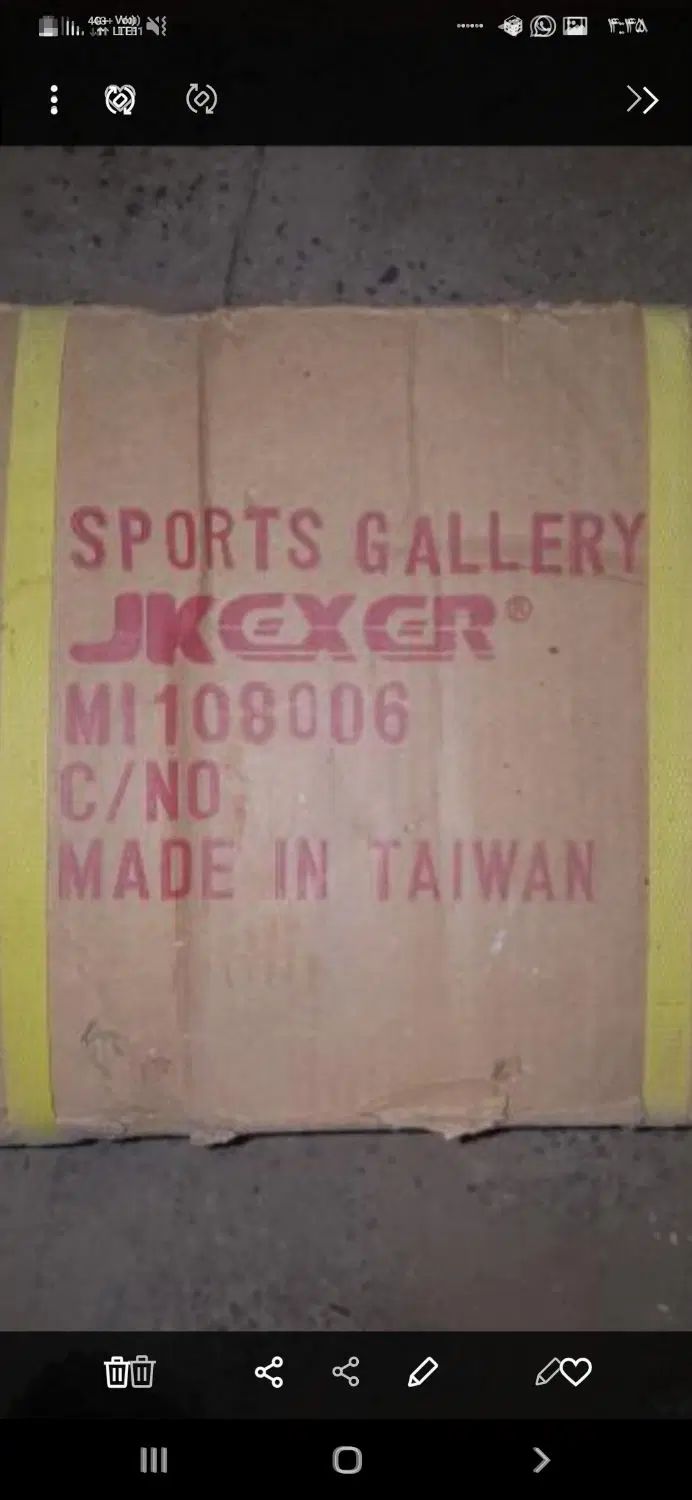 SPORTS GALLERY
JKEXER®
MI108006
C/NO
MADE IN TAIWAN